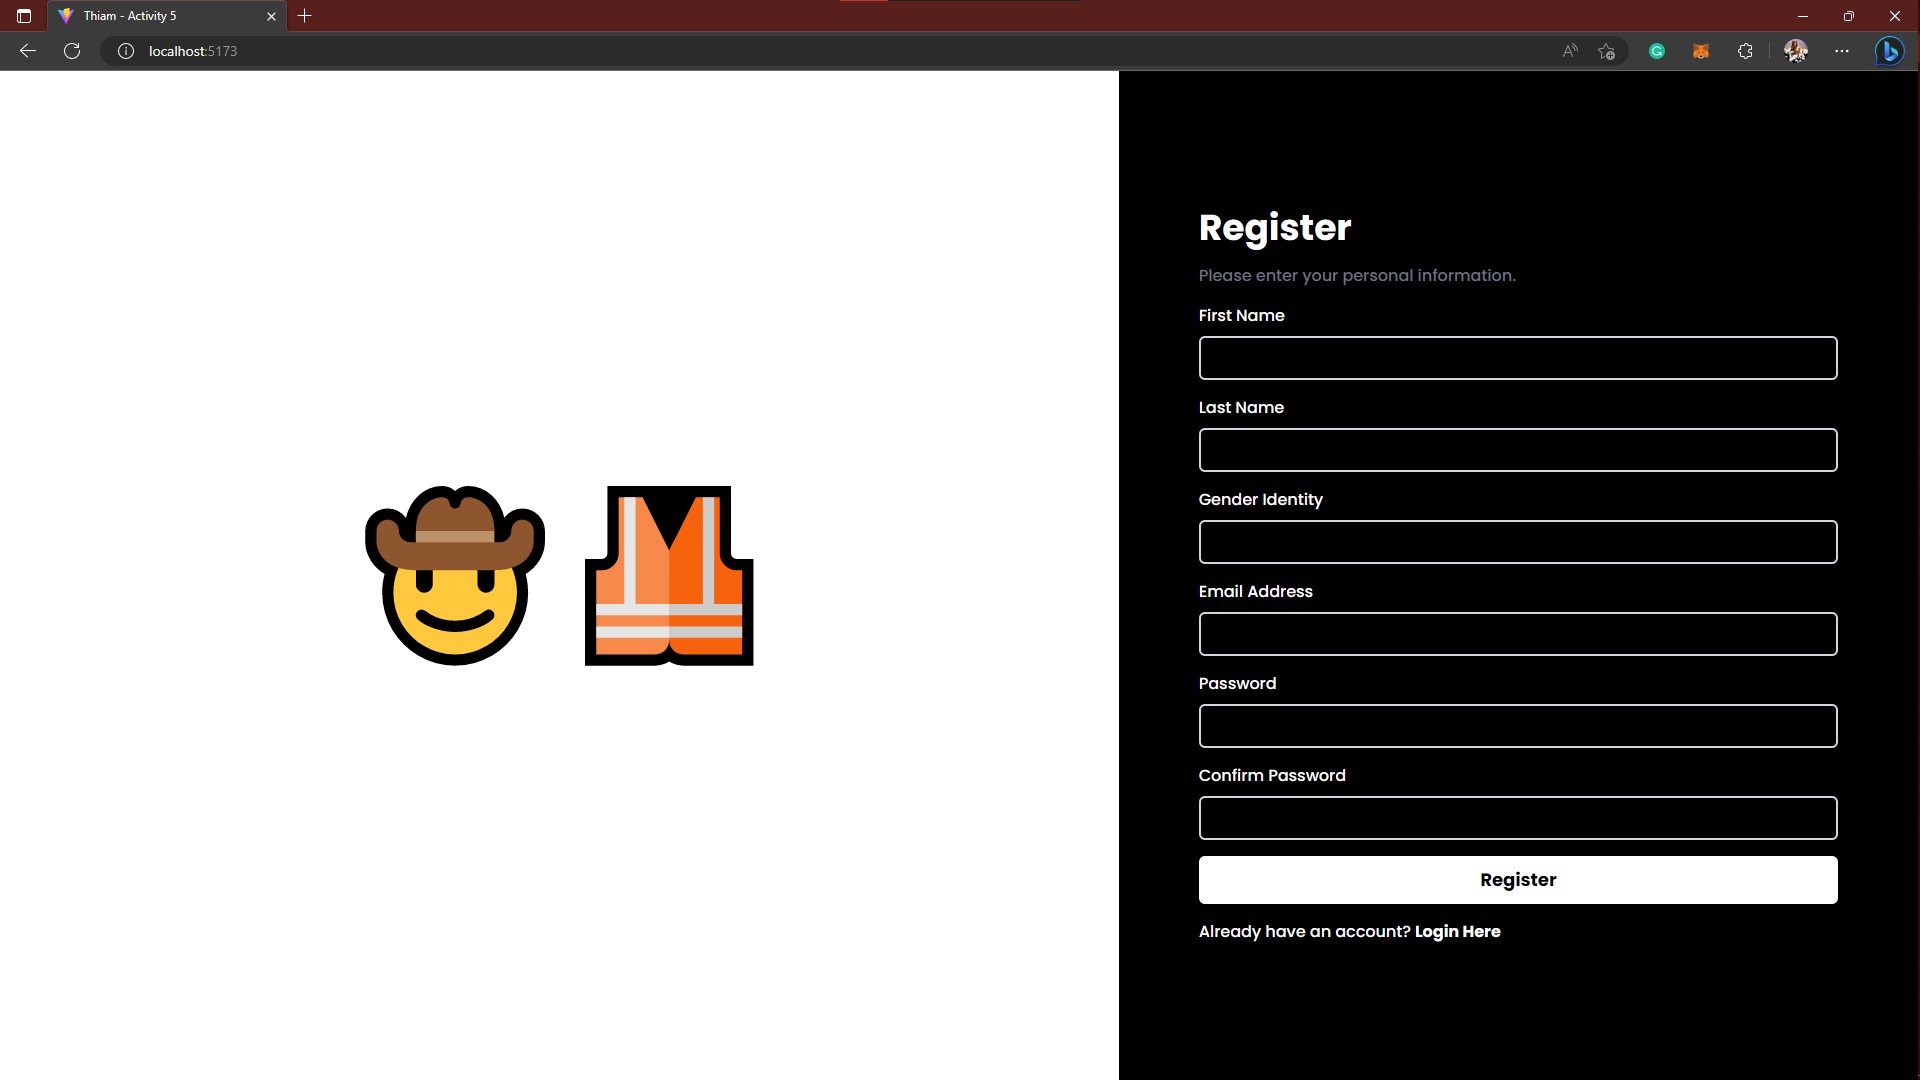 Thiam - Activity 5
localhost:5173
Register
Please enter your personal information.
First Name
Last Name
Gender Identity
Email Address
Password
Confirm Password
Register
Already have an account? Login Here